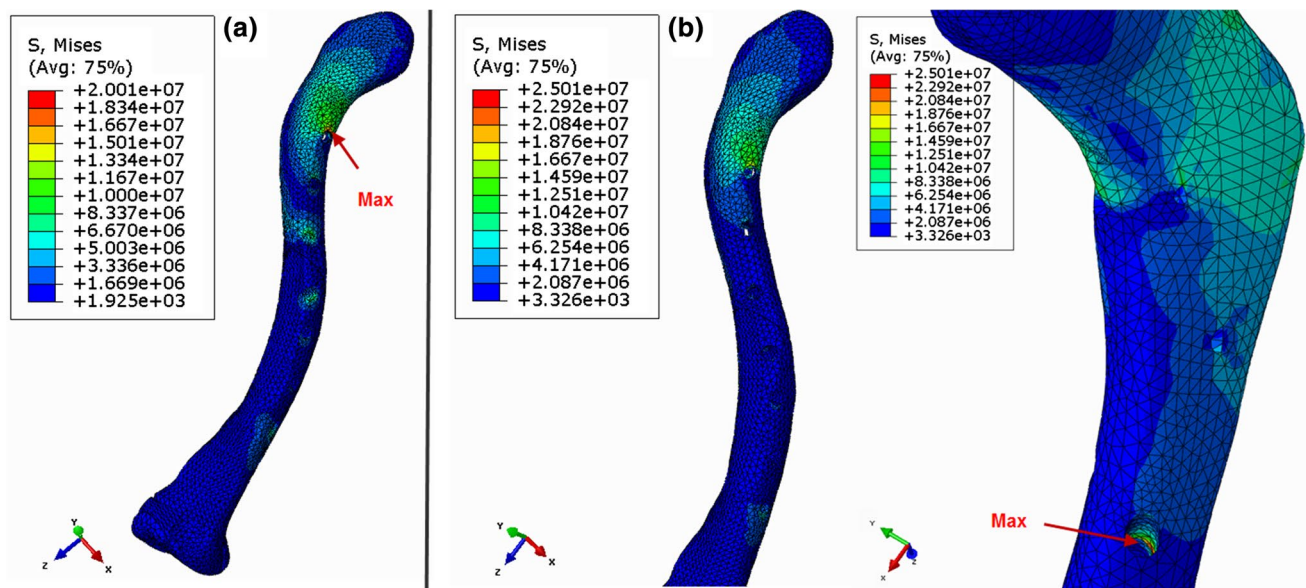 (a)
S, Mises
(Avg: 75%)
+2.001e+07
+1.834e+07
+1.667e+07
+1.501e+07
+1.334e+07
+1.167e+07
+1.000e+07
+8.337e+06
+6.670e+06
+5.003e+06
+3.336e+06
+1.669e+06
+1.925e+03
Max
Y
Z
X
(b)
S, Mises
(Avg: 75%)
+2.501e+07
+2.292e+07
+2.084e+07
+1.876e+07
+1.667e+07
+1.459e+07
+1.251e+07
+1.042e+07
+8.338e+06
+6.254e+06
+4.171e+06
+2.087e+06
+3.326e+03
Y
Z
X
S, Mises
(Avg: 75%)
+2.501e+07
+2.292e+07
+2.084e+07
+1.876e+07
+1.667e+07
+1.459e+07
+1.251e+07
+1.042e+07
+8.338e+06
+6.254e+06
+4.171e+06
+2.087e+06
+3.326e+03
Max
Y
X
Z